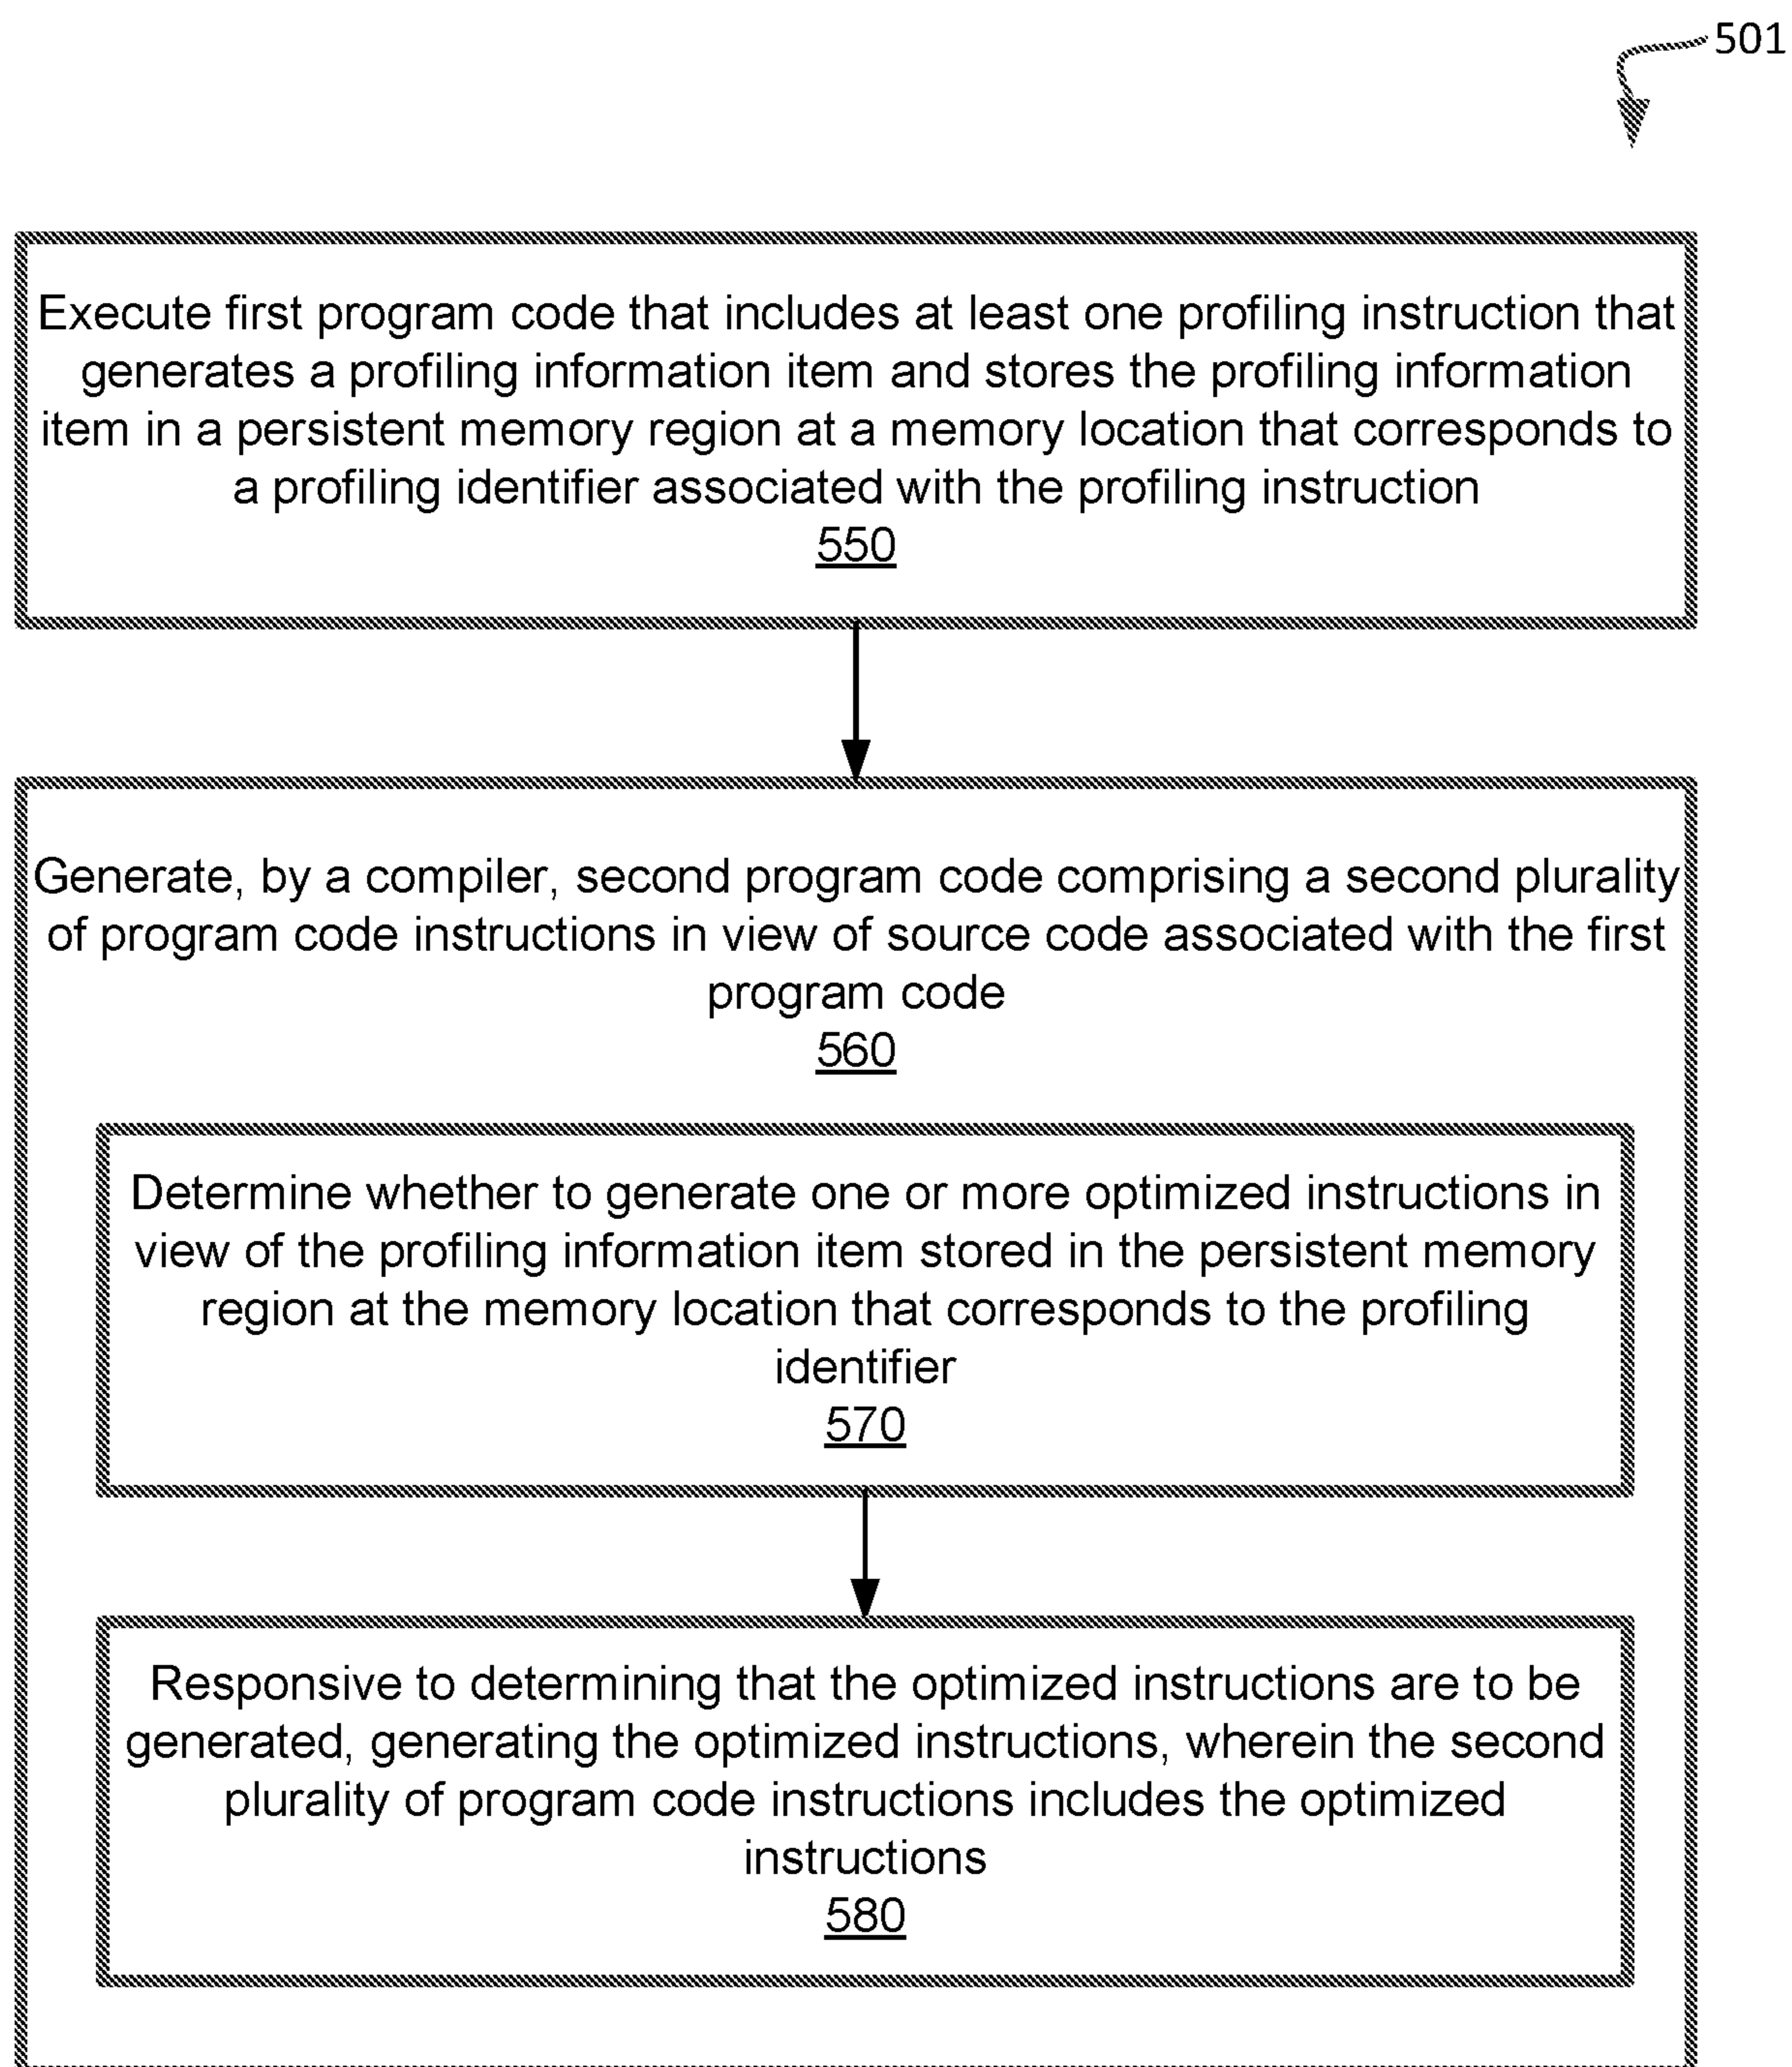 501
Execute first program code that includes at least one profiling instruction that
generates a profiling information item and stores the profiling information
item in a persistent memory region at a memory location that corresponds to
a profiling identifier associated with the profiling instruction
550
Generate, by a compiler, second program code comprising a second plurality
of program code instructions in view of source code associated with the first
program code
560
Determine whether to generate one or more optimized instructions in
view of the profiling information item stored in the persistent memory
region at the memory location that corresponds to the profiling
identifier
570
Responsive to determining that the optimized instructions are to be
generated, generating the optimized instructions, wherein the second
plurality of program code instructions includes the optimized
instructions
580